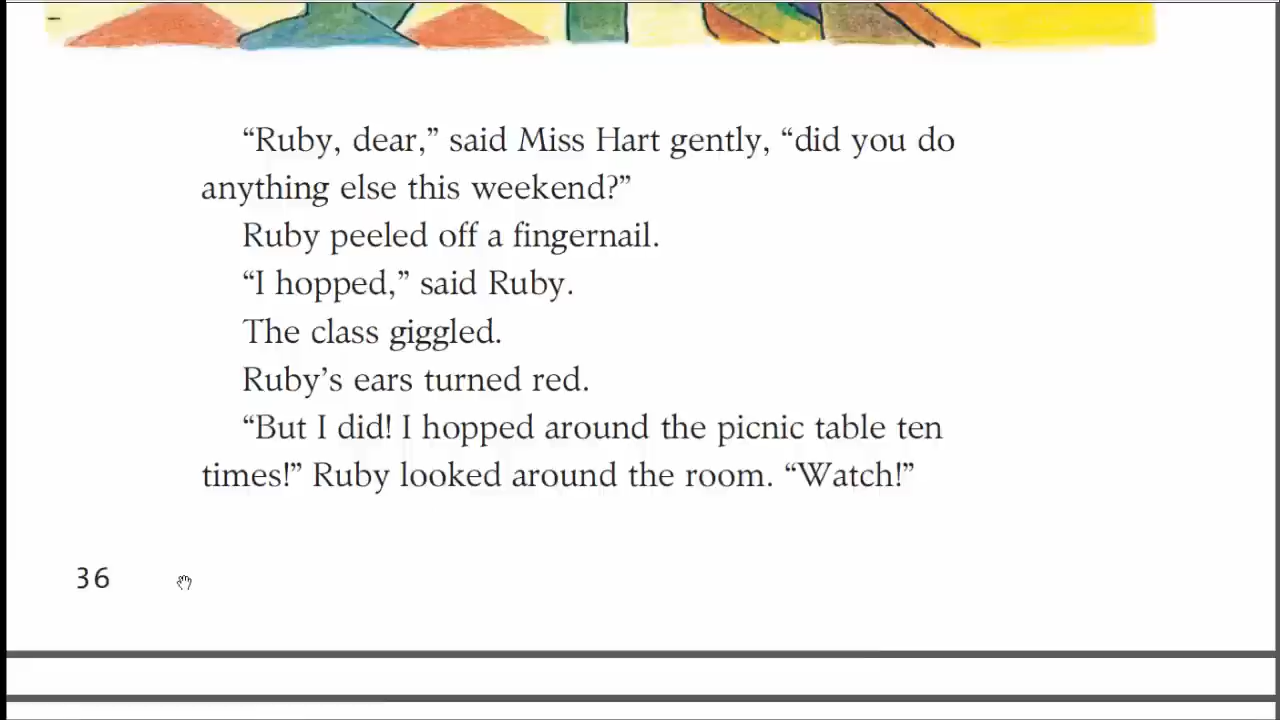 “Ruby, dear,” said Miss Hart gently, “did you do
anything else this weekend?”
Ruby peeled off a fingernail.
“I hopped,” said Ruby.
The class giggled.
Ruby’s ears turned red.
“But I did! I hopped around the picnic table ten
times!” Ruby looked around the room. “Watch!”
36